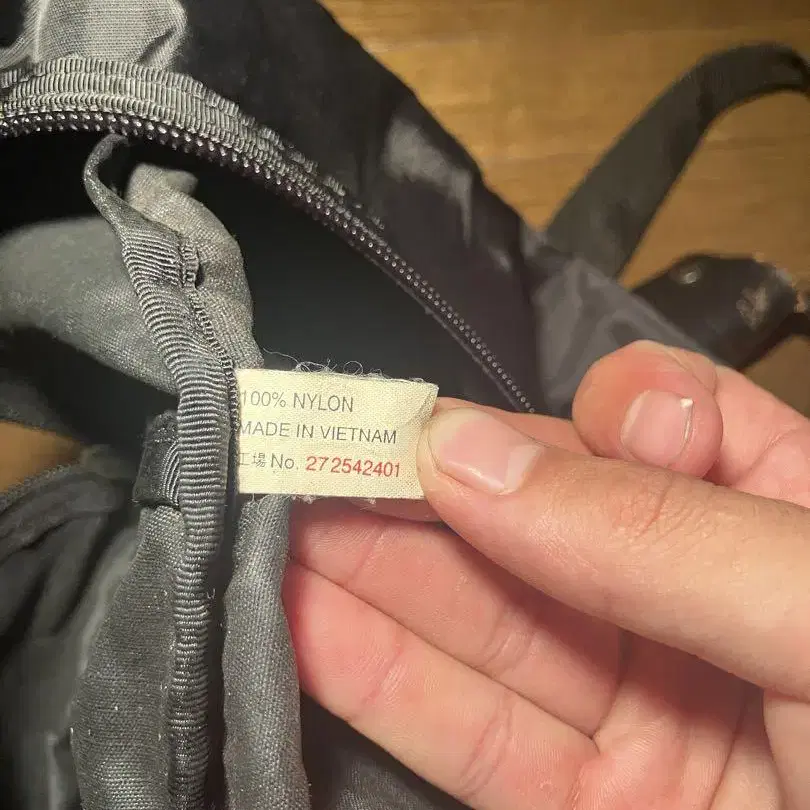 100% NYLON
MADE IN VIETNAM
工場 No. 272542401